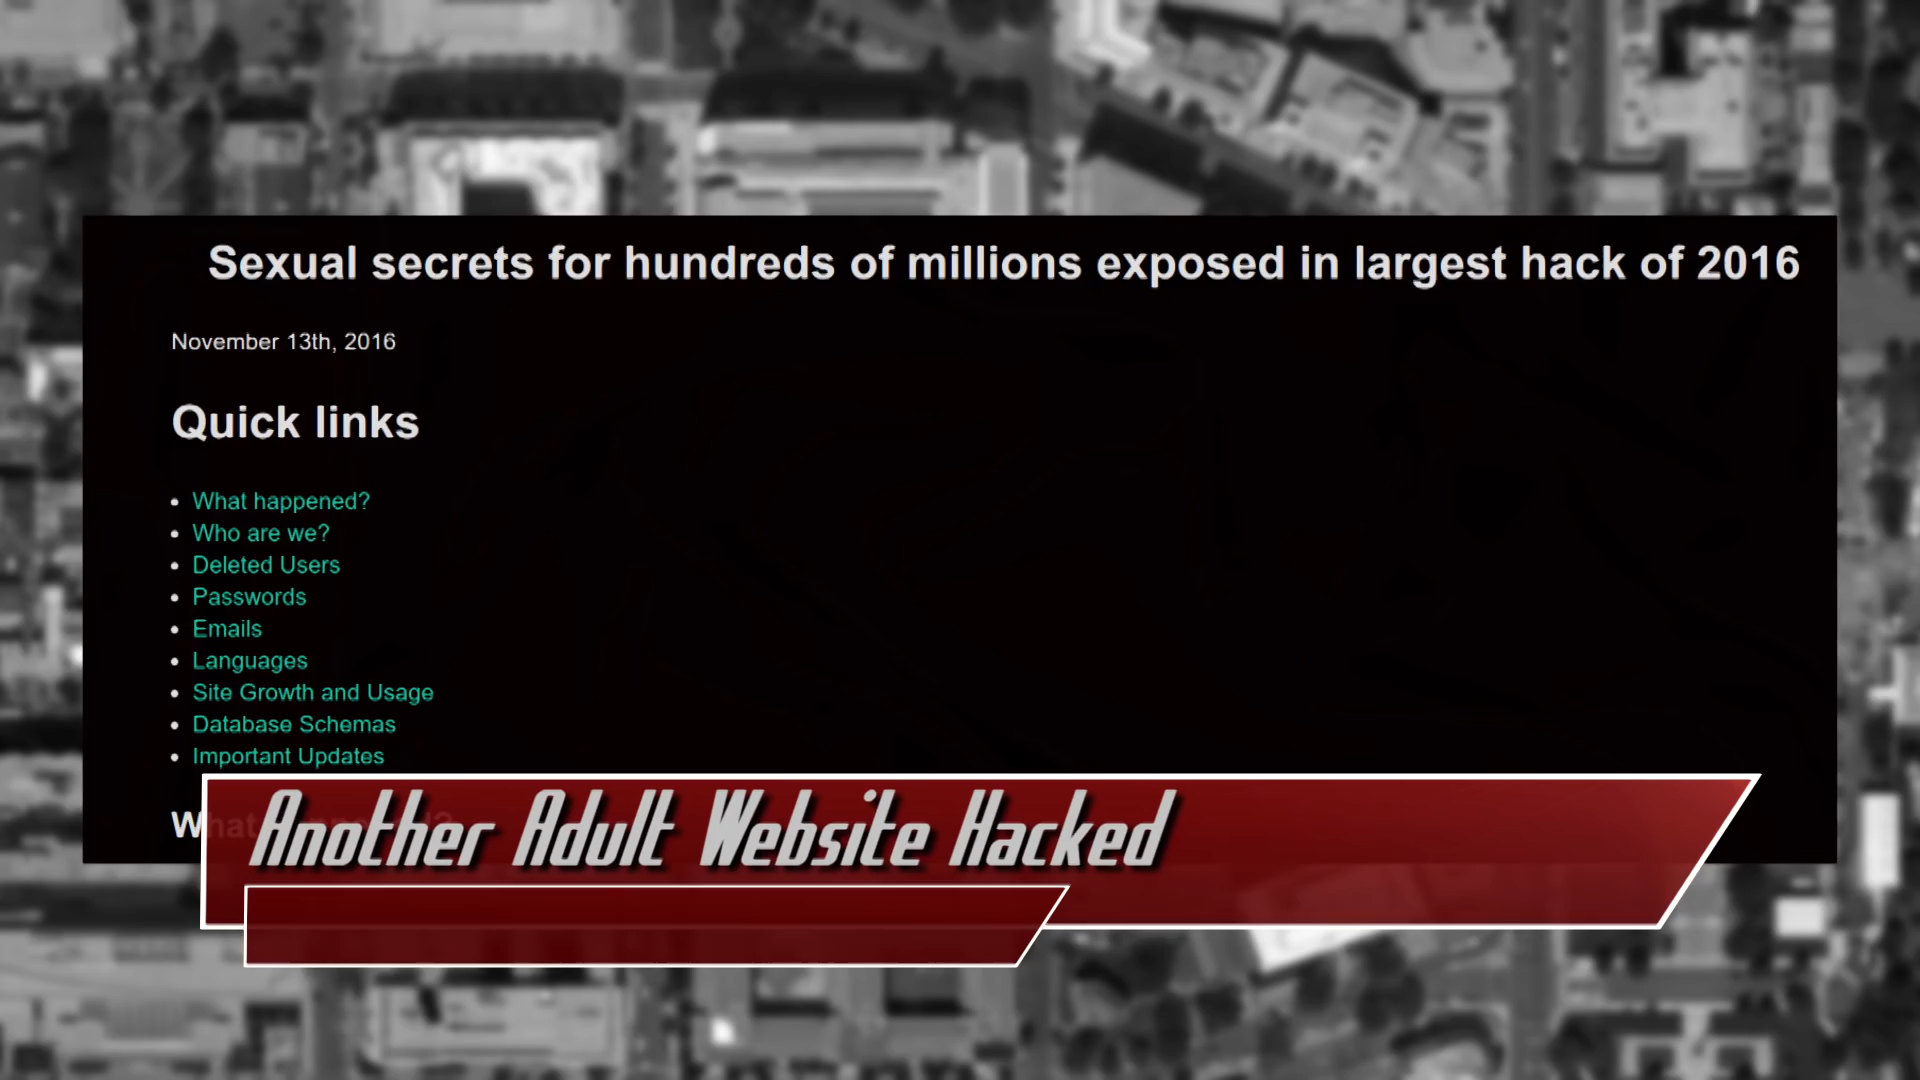 Sexual secrets for hundreds of millions exposed in largest hack of 2016
November 13th, 2016
Quick links
What happened?
Who are we?
Deleted Users
Passwords
Emails
Languages
Site Growth and Usage
Database Schemas
Important Updates
What
Another Adult Website Hacked